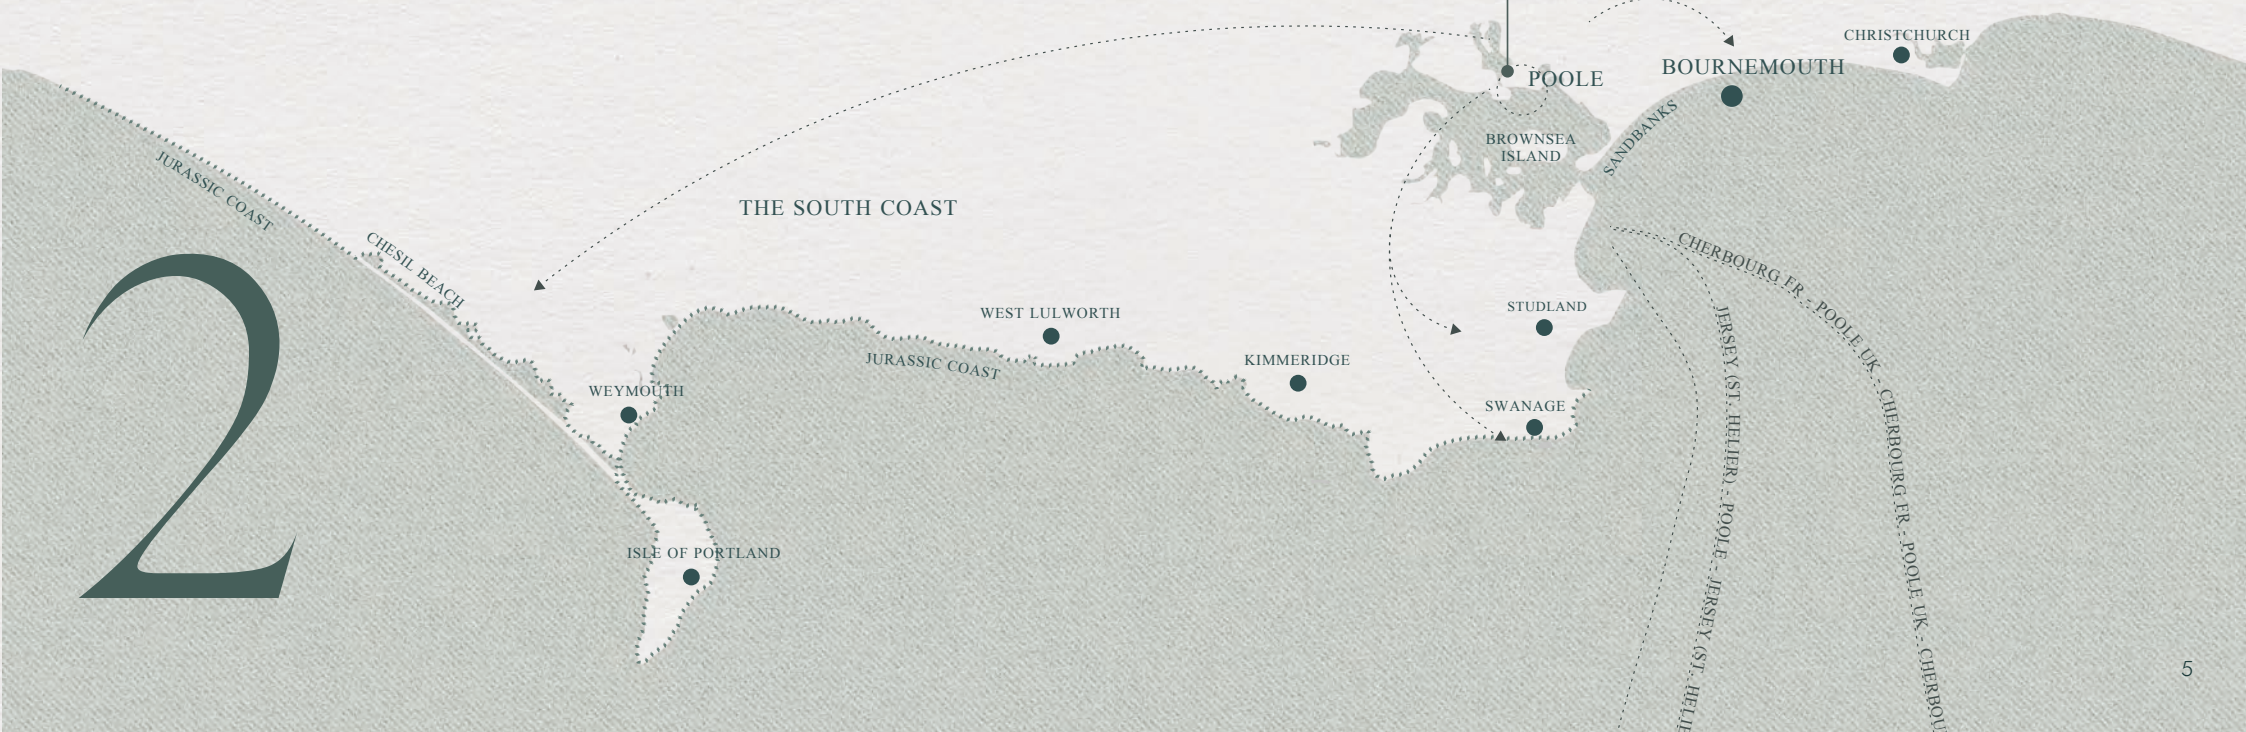 CHRISTCHURCH
BOURNEMOUTH
POOLE
SANDBANKS
BROWNSEA
ISLAND
JURASSIC COAST
THE SOUTH COAST
CHESIL BEACH
CHERBOURG FR - POOLE UK - CHERBOURG FR - POOLE UK - CHERBOU
STUDLAND
WEST LULWORTH
JERSEY (ST. HELIER) - POOLE - JERSEY (ST. HELIE
JURASSIC COAST
KIMMERIDGE
WEYMOUTH
SWANAGE
2
ISLE OF PORTLAND
5